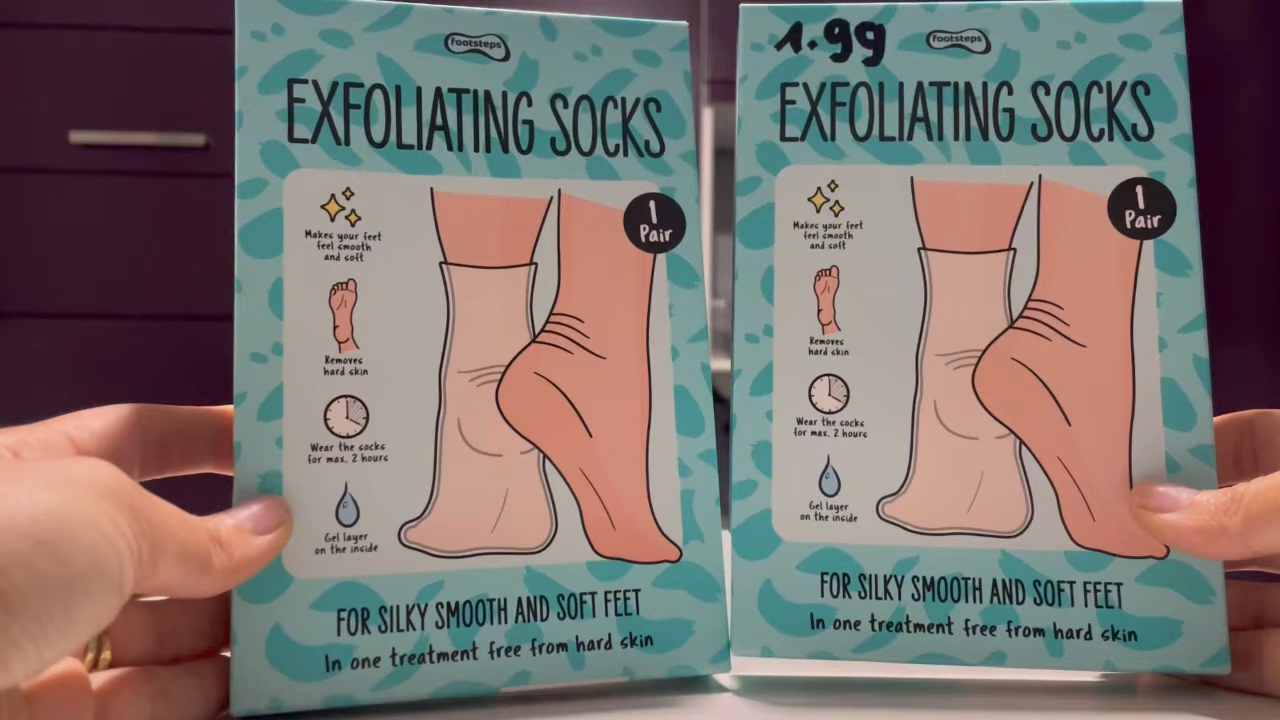 footsteps
EXFOLIATING SOCKS
1
Pair
Makes your feet
feel smooth
and soft
Removes
hard skin
Wear the socks
for max. 2 hours
Gel layer
on the inside
FOR SILKY SMOOTH AND SOFT FEET
In one treatment free from hard skin
1.99
footsteps
EXFOLIATING SOCKS
1
Pair
Makes your feet
feel smooth
and soft
Removes
hard skin
Wear the socks
for max. 2 hours
Gel layer
on the inside
FOR SILKY SMOOTH AND SOFT FEET
In one treatment free from hard skin